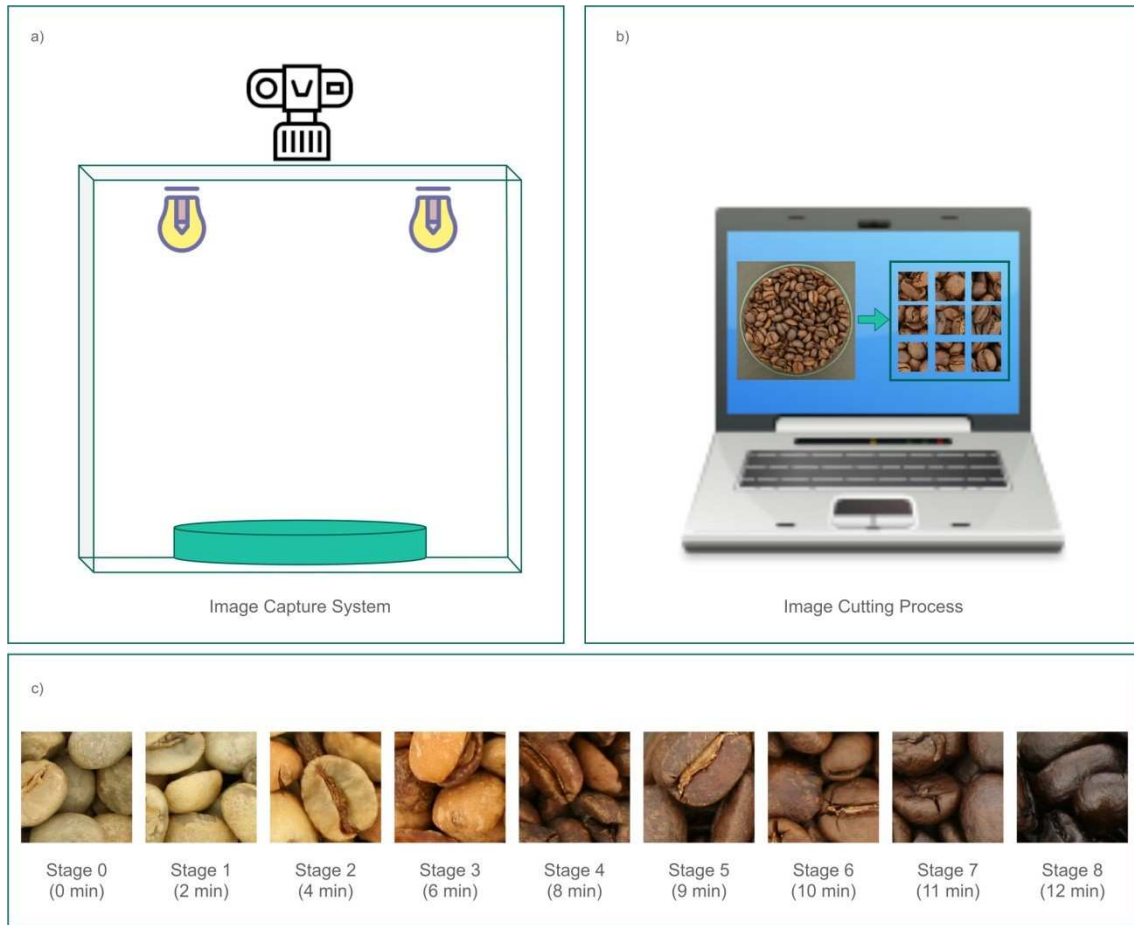 a)
Image Capture System
b)
Image Cutting Process
c)
Stage 0
(0 min)
Stage 1
(2 min)
Stage 2
(4 min)
Stage 3
(6 min)
Stage 4
(8 min)
Stage 5
(9 min)
Stage 6
(10 min)
Stage 7
(11 min)
Stage 8
(12 min)